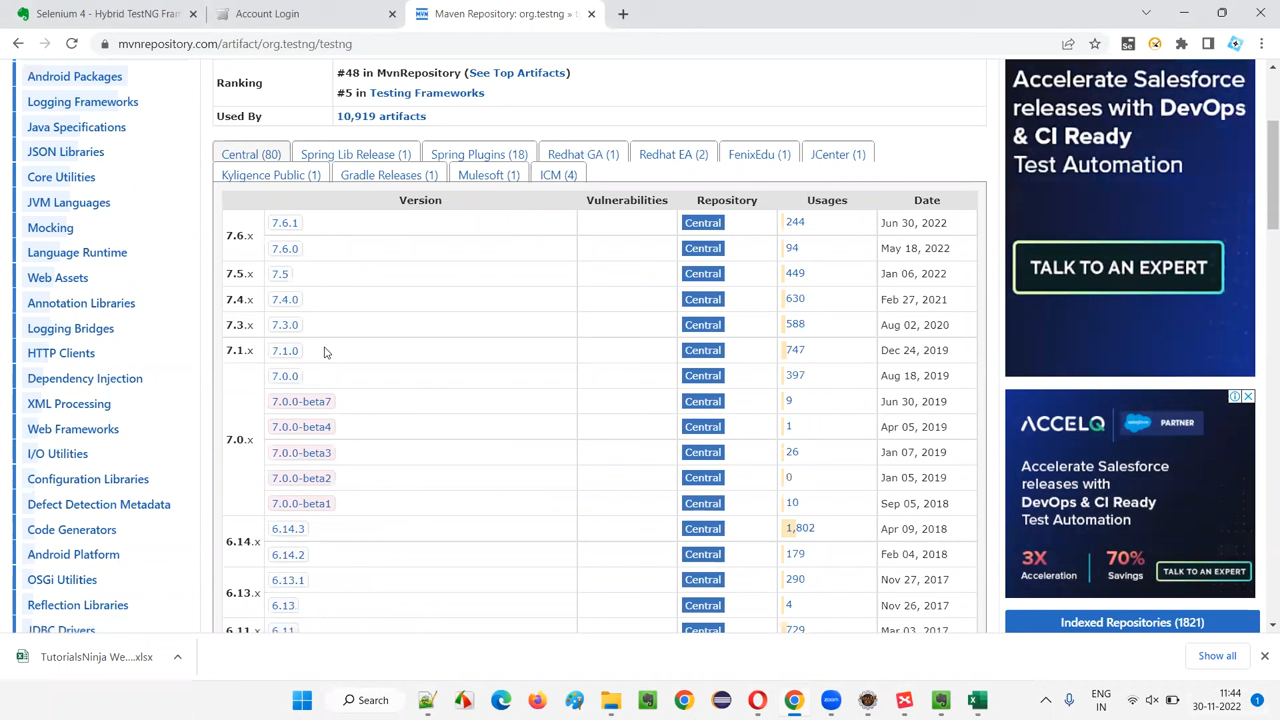 Selenium 4 - Hybrid TestNG Fram
Account Login
Maven Repository: org.testng » t
mvnrepository.com/artifact/org.testng/testng
Android Packages
Logging Frameworks
Java Specifications
JSON Libraries
Core Utilities
JVM Languages
Mocking
Language Runtime
Web Assets
Annotation Libraries
Logging Bridges
HTTP Clients
Dependency Injection
XML Processing
Web Frameworks
I/O Utilities
Configuration Libraries
Defect Detection Metadata
Code Generators
Android Platform
OSGi Utilities
Reflection Libraries
JDBC Drivers
Ranking
#48 in MvnRepository (See Top Artifacts)
#5 in Testing Frameworks
Used By 10,919 artifacts
Central (80) Spring Lib Release (1) Spring Plugins (18) Redhat GA (1) Redhat EA (2) FenixEdu (1) JCenter (1)
Kyligence Public (1) Gradle Releases (1) Mulesoft (1) ICM (4)
Version Vulnerabilities Repository Usages Date
7.6.x
7.6.1 Central 244 Jun 30, 2022
7.6.0 Central 94 May 18, 2022
7.5.x 7.5 Central 449 Jan 06, 2022
7.4.x 7.4.0 Central 630 Feb 27, 2021
7.3.x 7.3.0 Central 588 Aug 02, 2020
7.1.x 7.1.0 Central 747 Dec 24, 2019
7.0.x
7.0.0 Central 397 Aug 18, 2019
7.0.0-beta7 Central 9 Jun 30, 2019
7.0.0-beta4 Central 1 Apr 05, 2019
7.0.0-beta3 Central 26 Jan 07, 2019
7.0.0-beta2 Central 0 Jan 05, 2019
7.0.0-beta1 Central 10 Sep 05, 2018
6.14.x
6.14.3 Central 1,802 Apr 09, 2018
6.14.2 Central 179 Feb 04, 2018
6.13.x
6.13.1 Central 290 Nov 27, 2017
6.13 Central 4 Nov 26, 2017
6.11.x 6.11 Central 729 Mar 03, 2017
Accelerate Salesforce
releases with DevOps
& CI Ready
Test Automation
TALK TO AN EXPERT
ACCELQ
salesforce PARTNER
Accelerate Salesforce
releases with
DevOps & CI Ready
Test Automation
3X
Acceleration
70%
Savings
TALK TO AN EXPERT
Indexed Repositories (1821)
TutorialsNinja We....xlsx
Show all
Search
zoom
ENG
IN
11:44
30-11-2022
1